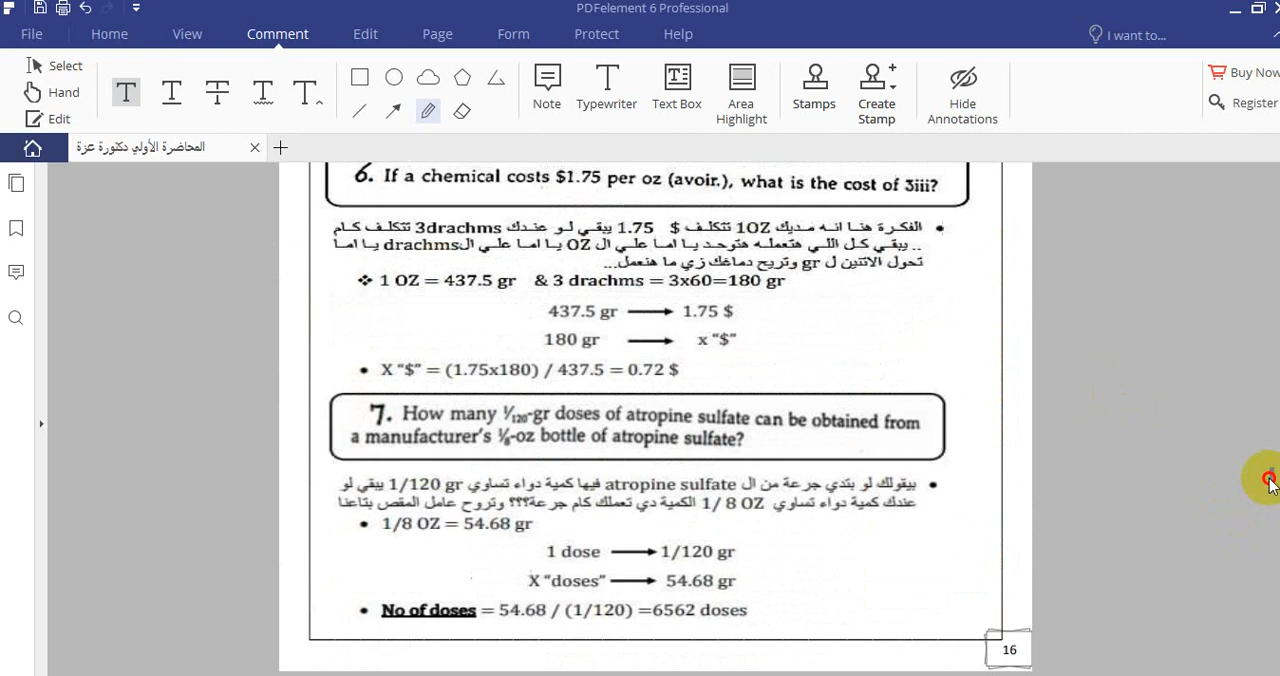 PDFelement 6 Professional
File Home View Comment Edit Page Form Protect Help I want to...
Select
Hand
Edit
Note Typewriter Text Box Area Highlight Stamps Create Stamp Hide Annotations
Buy Now
Register
المحاضرة الأولي دكتورة عزة
6. If a chemical costs $1.75 per oz (avoir.), what is the cost of ʒiii?
• الفكرة هنا انه مديك 1OZ تتكلف $ 1.75 يبقي لو عندك 3drachms تتكلف كام
.. يبقي كل اللي هتعمله هتوحد يا اما علي ال OZ يا اما علي الdrachms يا اما
تحول الاتنين ل gr وتريح دماغك زي ما هنعمل...
❖ 1 OZ = 437.5 gr & 3 drachms = 3x60=180 gr
437.5 gr → 1.75 $
180 gr → x “$”
• X “$” = (1.75x180) / 437.5 = 0.72 $
7. How many 1/120-gr doses of atropine sulfate can be obtained from
a manufacturer's ⅛-oz bottle of atropine sulfate?
• بيقولك لو بتدي جرعة من ال atropine sulfate فيها كمية دواء تساوي 1/120 gr يبقي لو
عندك كمية دواء تساوي 1/ 8 OZ الكمية دي تعملك كام جرعة؟؟؟ وتروح عامل المقص بتاعنا
• 1/8 OZ = 54.68 gr
1 dose → 1/120 gr
X “doses” → 54.68 gr
• No of doses = 54.68 / (1/120) =6562 doses
16